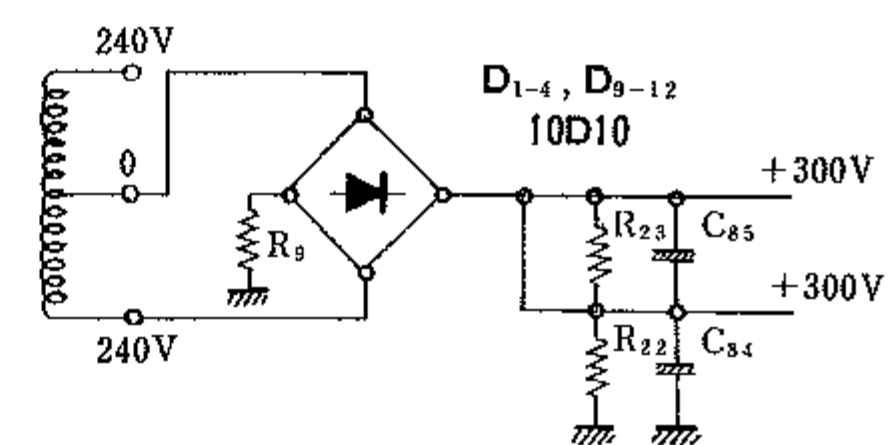 240V
D₁₋₄ , D₉₋₁₂
10D10
0
+300V
R₉
R₂₃
C₈₅
+300V
240V
R₂₂
C₈₄